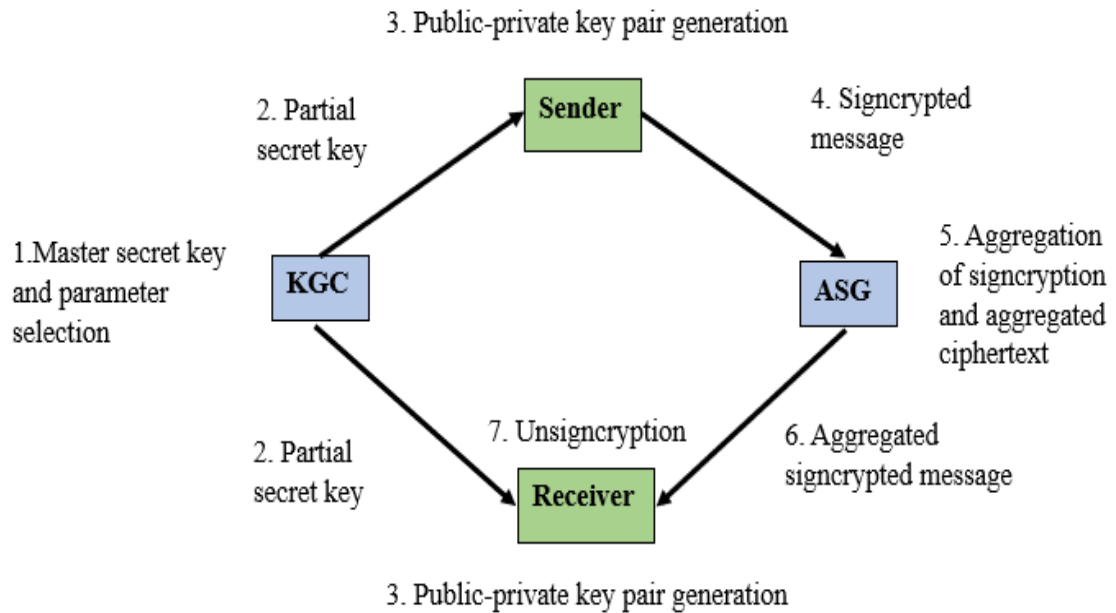 3. Public-private key pair generation
2. Partial
secret key
Sender
4. Signcrypted
message
1.Master secret key
and parameter
selection
KGC
ASG
5. Aggregation
of signcryption
and aggregated
ciphertext
2. Partial
secret key
7. Unsigncryption
Receiver
6. Aggregated
signcrypted message
3. Public-private key pair generation